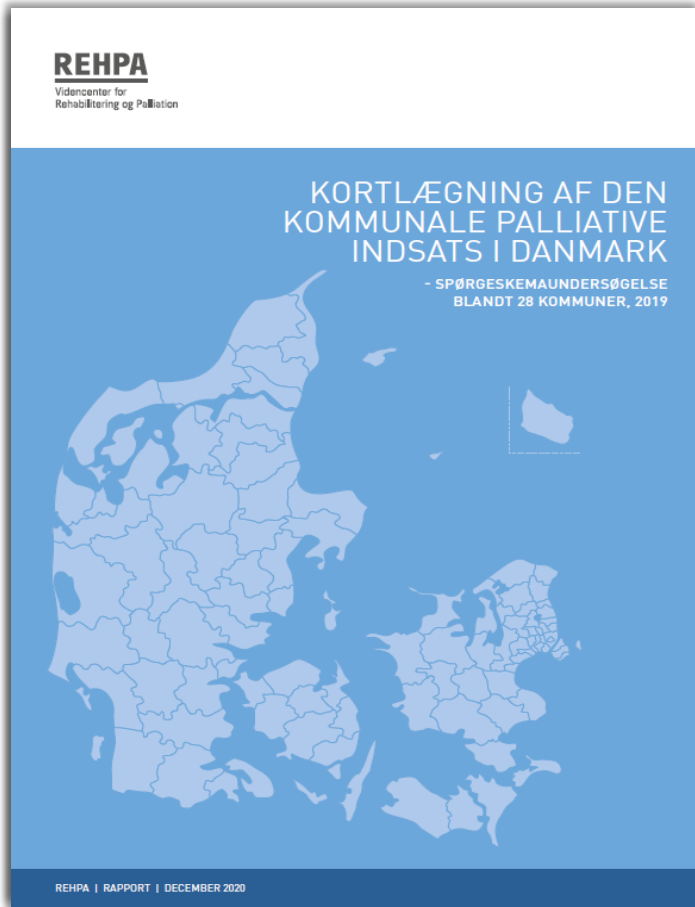 REHPA
Videncenter for
Rehabilitering og Palliation
KORTLÆGNING AF DEN
KOMMUNALE PALLIATIVE
INDSATS I DANMARK
- SPØRGESKEMAUNDERSØGELSE
BLANDT 28 KOMMUNER, 2019
REHPA | RAPPORT | DECEMBER 2020